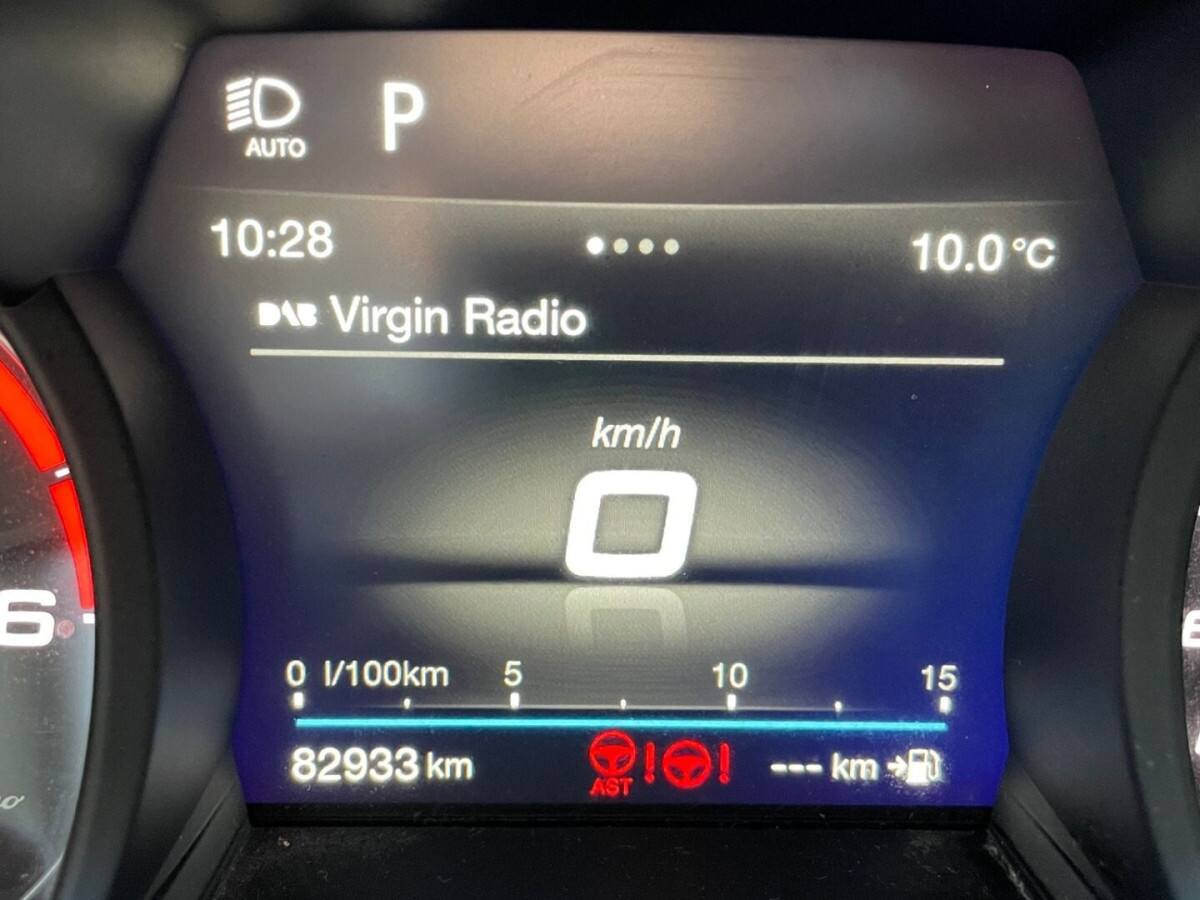 P
AUTO
10:28 10.0 °C
DAB Virgin Radio
km/h
0
0 l/100km 5 10 15
82933 km ! ! --- km
AST
6